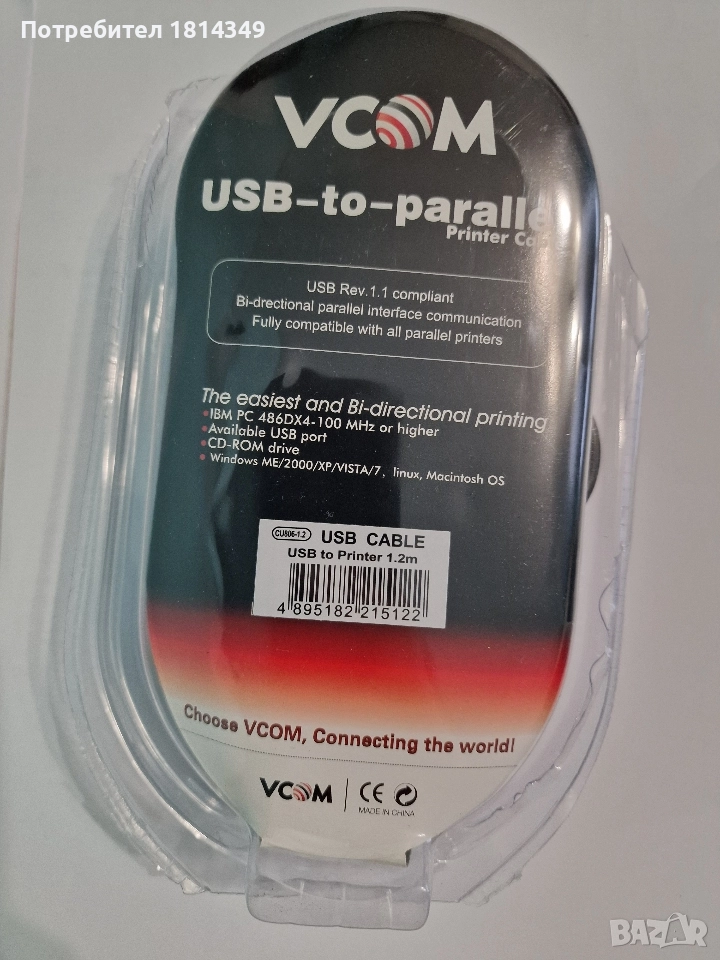 Потребител 1814349
VCOM
USB-to-paralle
Printer
USB Rev.1.1 compliant
Bi-drectional parallel interface communication
Fully compatible with all parallel printers
The easiest and Bi-directional printing
•IBM PC 486DX4-100 MHz or higher
•Available USB port
•CD-ROM drive
•Windows ME/2000/XP/VISTA/7, linux, Macintosh OS
CU806-1.2 USB CABLE
USB to Printer 1.2m
4 895182 215122
Choose VCOM, Connecting the world!
VCOM CE
MADE IN CHINA
BAZAR